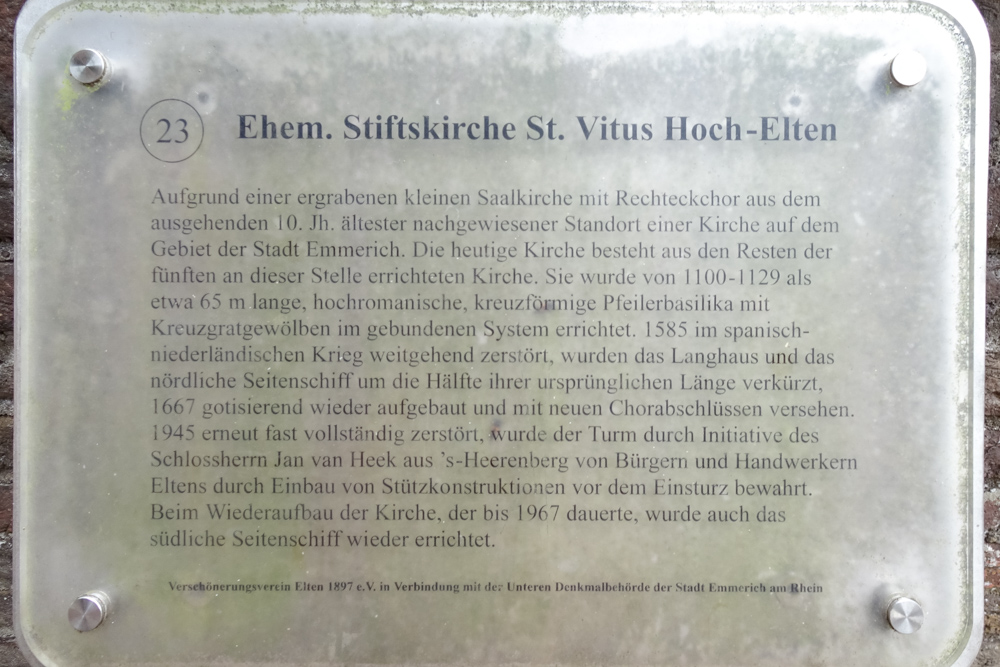 23 Ehem. Stiftskirche St. Vitus Hoch-Elten
Aufgrund einer ergrabenen kleinen Saalkirche mit Rechteckchor aus dem
ausgehenden 10. Jh. ältester nachgewiesener Standort einer Kirche auf dem
Gebiet der Stadt Emmerich. Die heutige Kirche besteht aus den Resten der
fünften an dieser Stelle errichteten Kirche. Sie wurde von 1100-1129 als
etwa 65 m lange, hochromanische, kreuzförmige Pfeilerbasilika mit
Kreuzgratgewölben im gebundenen System errichtet. 1585 im spanisch-
niederländischen Krieg weitgehend zerstört, wurden das Langhaus und das
nördliche Seitenschiff um die Hälfte ihrer ursprünglichen Länge verkürzt,
1667 gotisierend wieder aufgebaut und mit neuen Chorabschlüssen versehen.
1945 erneut fast vollständig zerstört, wurde der Turm durch Initiative des
Schlossherrn Jan van Heek aus 's-Heerenberg von Bürgern und Handwerkern
Eltens durch Einbau von Stützkonstruktionen vor dem Einsturz bewahrt.
Beim Wiederaufbau der Kirche, der bis 1967 dauerte, wurde auch das
südliche Seitenschiff wieder errichtet.
Verschönerungsverein Elten 1897 e.V. in Verbindung mit der Unteren Denkmalbehörde der Stadt Emmerich am Rhein